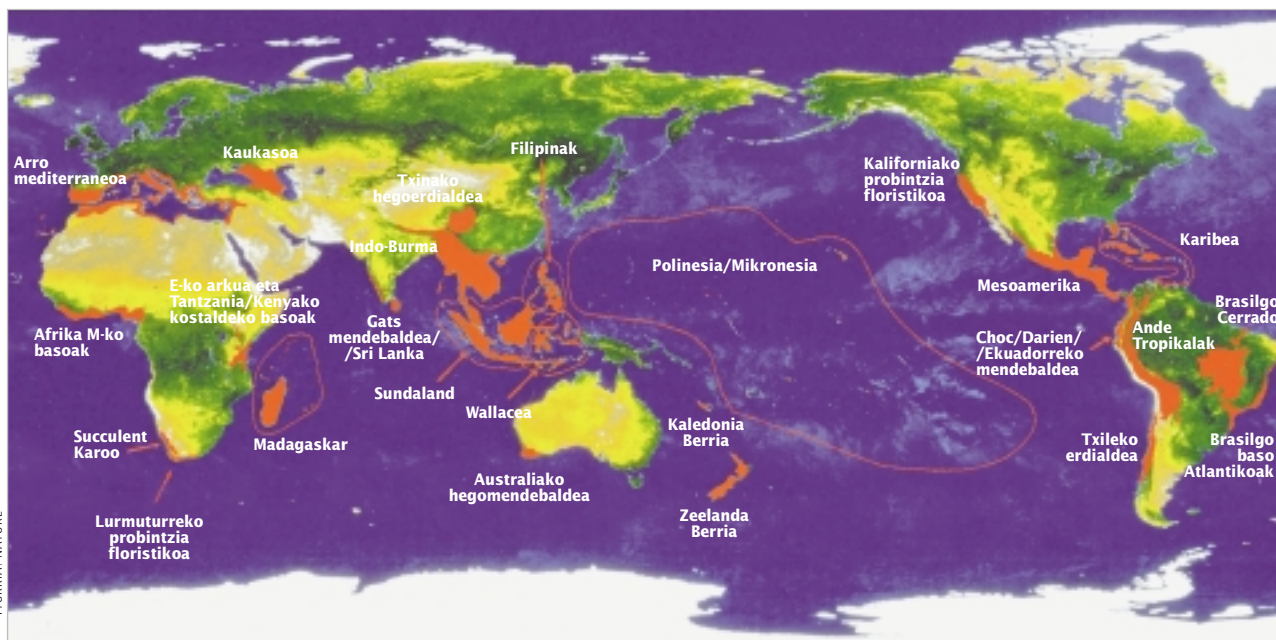 Arro
mediterraneoa
Kaukasoa
Filipinak
Txinako
hegoerdialdea
Indo-Burma
Kaliforniako
probintzia
floristikoa
Karibea
Polinesia/Mikronesia
Mesoamerika
E-ko arkua eta
Tantzania/Kenyako
kostaldeko basoak
Afrika M-ko
basoak
Gats
mendebaldea/
/Sri Lanka
Sundaland
Wallacea
Choc/Darien/
/Ekuadorreko
mendebaldea
Ande
Tropikalak
Brasilgo
Cerrado
Succulent
Karoo
Madagaskar
Kaledonia
Berria
Txileko
erdialdea
Brasilgo
baso
Atlantikoak
Australiako
hegomendebaldea
Zeelanda
Berria
Lurmuturreko
probintzia
floristikoa